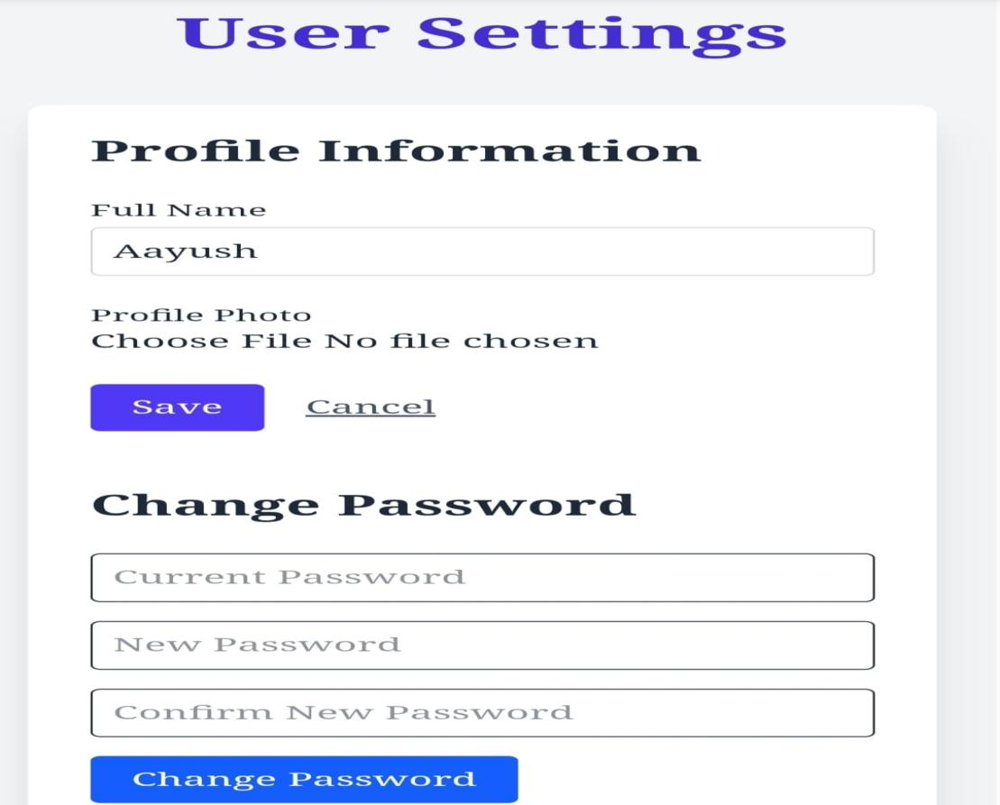 User Settings
Profile Information
Full Name
Aayush
Profile Photo
Choose File No file chosen
Save Cancel
Change Password
Current Password
New Password
Confirm New Password
Change Password